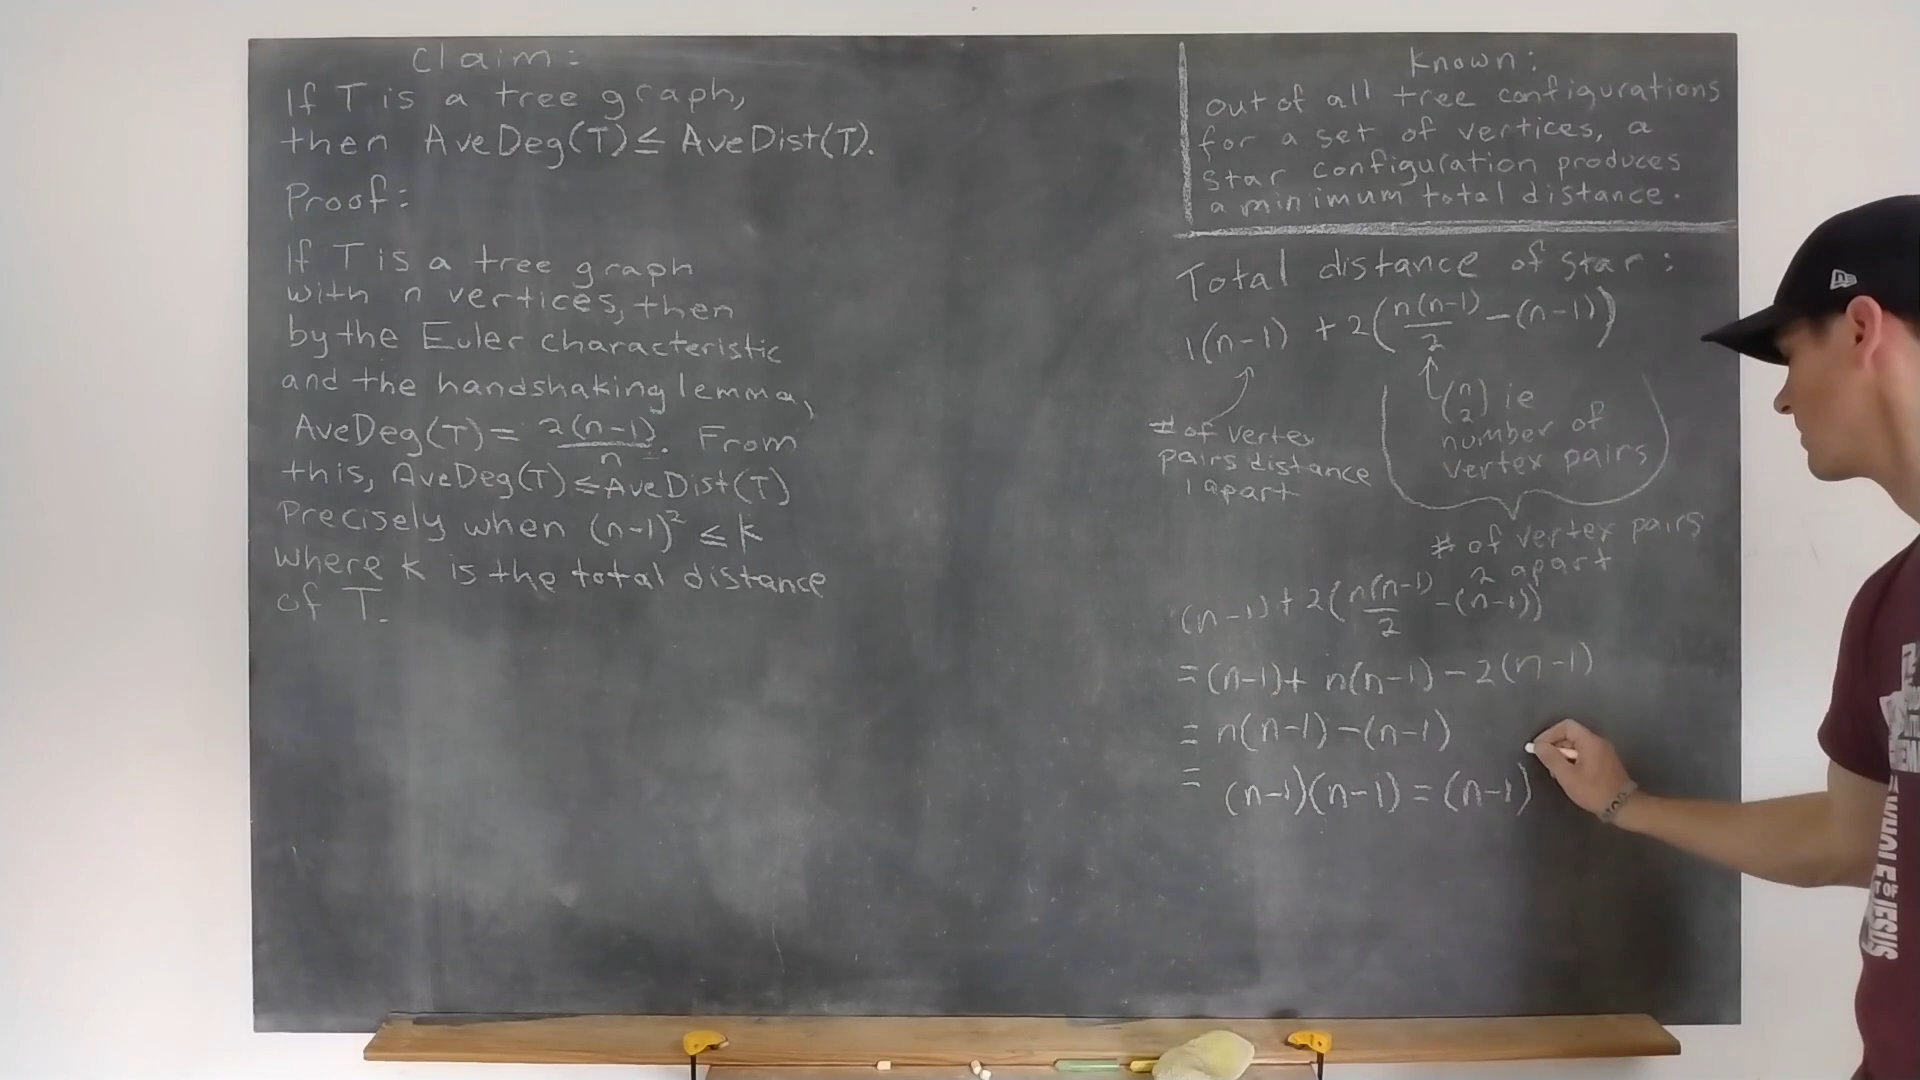 Claim:
If T is a tree graph,
then AveDeg(T) ≤ AveDist(T).
Proof:
If T is a tree graph
with n vertices, then
by the Euler characteristic
and the handshaking lemma,
AveDeg(T) = 2(n-1)/n. From
this, AveDeg(T) ≤ AveDist(T)
Precisely when (n-1)² ≤ k
where k is the total distance
of T.
Known:
out of all tree configurations
for a set of vertices, a
star configuration produces
a minimum total distance.
Total distance of star:
1(n-1) + 2(n(n-1)/2 - (n-1))
# of vertex
pairs distance
1 apart
(n 2) ie
number of
vertex pairs
# of vertex pairs
2 apart
(n-1) + 2(n(n-1)/2 - (n-1))
= (n-1) + n(n-1) - 2(n-1)
= n(n-1) - (n-1)
= (n-1)(n-1) = (n-1)
OF JESUS